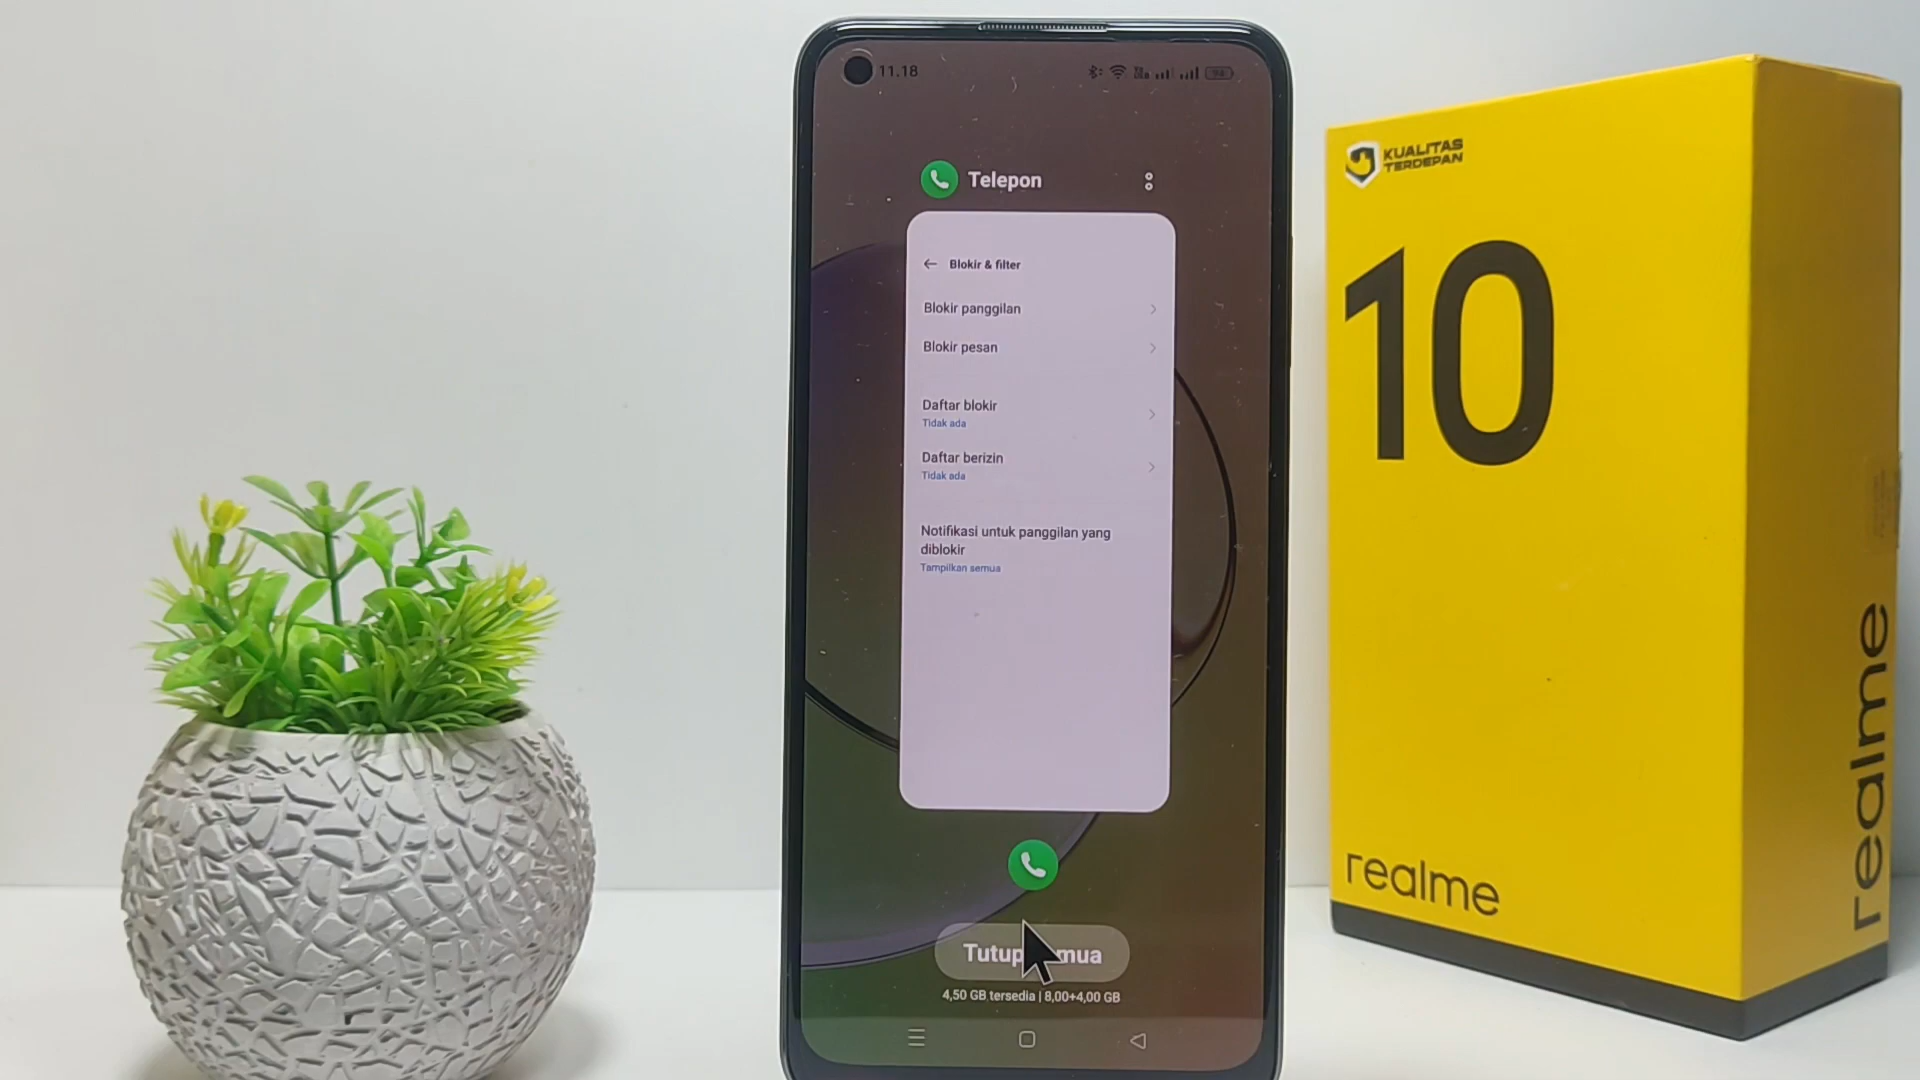 11.18
Telepon
Blokir & filter
Blokir panggilan
Blokir pesan
Daftar blokir
Tidak ada
Daftar berizin
Tidak ada
Notifikasi untuk panggilan yang
diblokir
Tampilkan semua
4,50 GB tersedia | 8,00+4,00 GB
KUALITAS
TERDEPAN
10
realme
realme